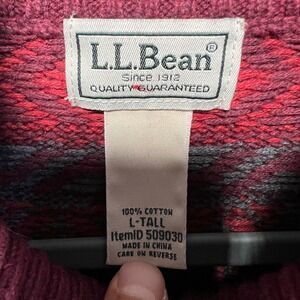 L.L.Bean®
Since 1912
QUALITY GUARANTEED
100% COTTON
L-TALL
ItemID 509030
MADE IN CHINA
CARE ON REVERSE